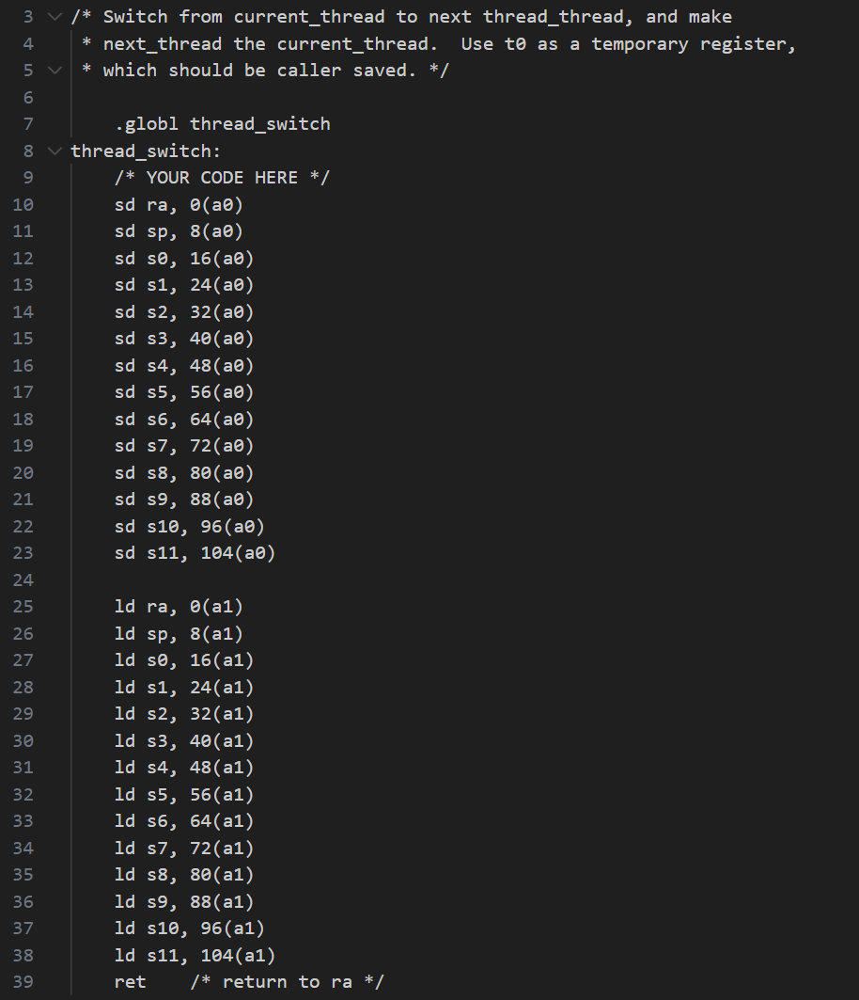 3 /* Switch from current_thread to next thread_thread, and make
4  * next_thread the current_thread.  Use t0 as a temporary register,
5  * which should be caller saved. */
6
7     .globl thread_switch
8 thread_switch:
9     /* YOUR CODE HERE */
10     sd ra, 0(a0)
11     sd sp, 8(a0)
12     sd s0, 16(a0)
13     sd s1, 24(a0)
14     sd s2, 32(a0)
15     sd s3, 40(a0)
16     sd s4, 48(a0)
17     sd s5, 56(a0)
18     sd s6, 64(a0)
19     sd s7, 72(a0)
20     sd s8, 80(a0)
21     sd s9, 88(a0)
22     sd s10, 96(a0)
23     sd s11, 104(a0)
24
25     ld ra, 0(a1)
26     ld sp, 8(a1)
27     ld s0, 16(a1)
28     ld s1, 24(a1)
29     ld s2, 32(a1)
30     ld s3, 40(a1)
31     ld s4, 48(a1)
32     ld s5, 56(a1)
33     ld s6, 64(a1)
34     ld s7, 72(a1)
35     ld s8, 80(a1)
36     ld s9, 88(a1)
37     ld s10, 96(a1)
38     ld s11, 104(a1)
39     ret    /* return to ra */